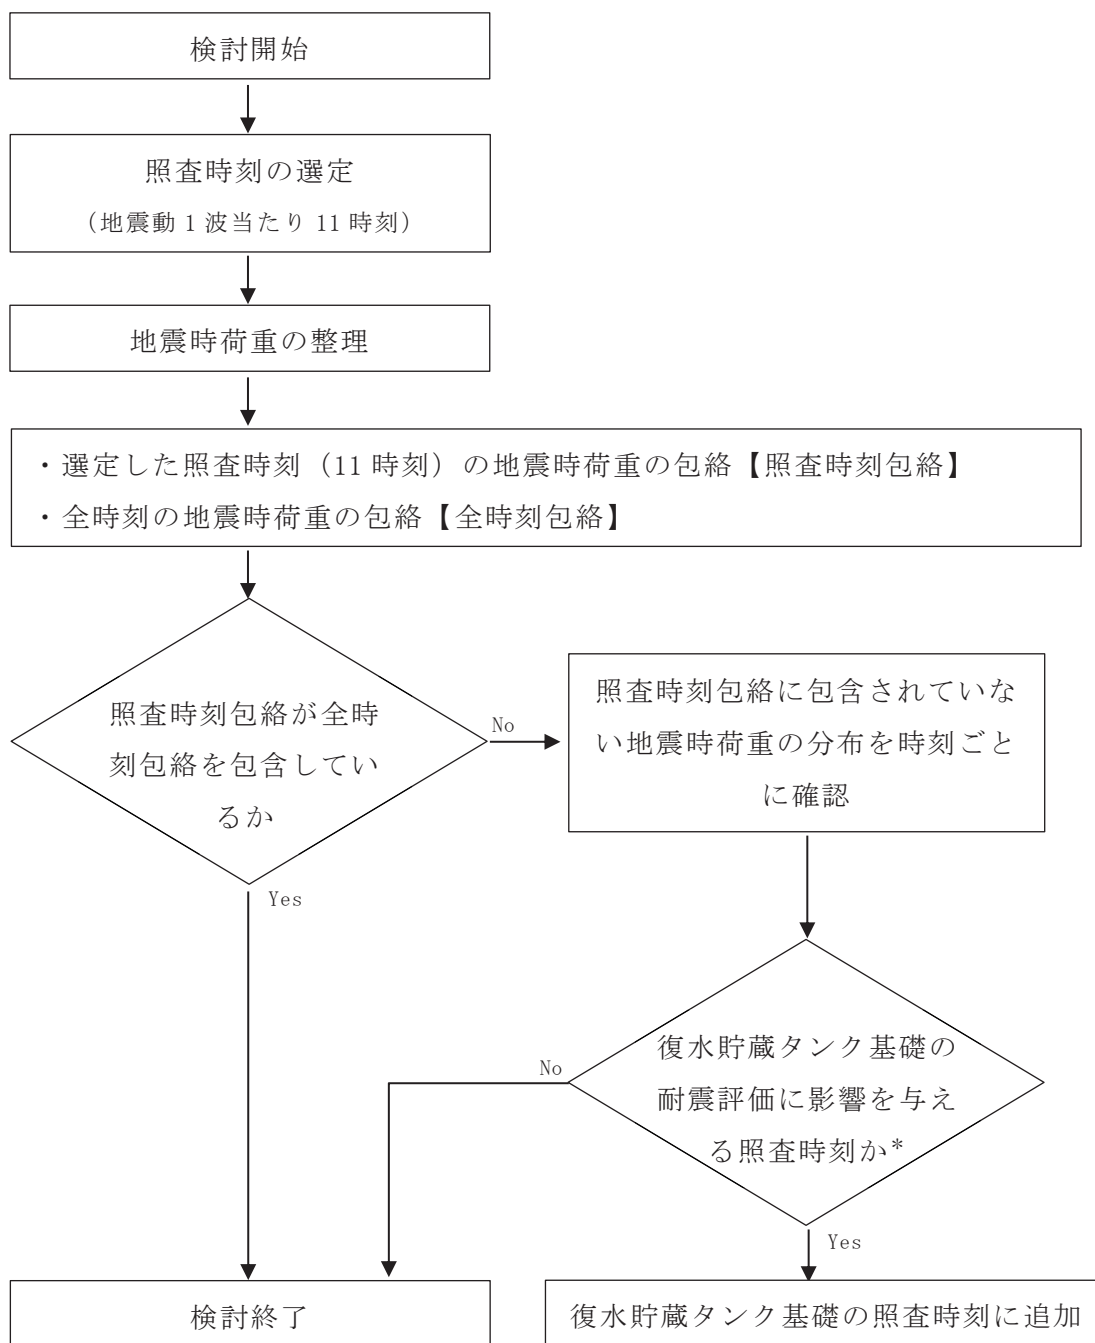 検討開始
照査時刻の選定
（地震動 1 波当たり 11 時刻）
地震時荷重の整理
・選定した照査時刻（11 時刻）の地震時荷重の包絡【照査時刻包絡】
・全時刻の地震時荷重の包絡【全時刻包絡】
照査時刻包絡が全時
刻包絡を包含してい
るか
No
照査時刻包絡に包含されていな
い地震時荷重の分布を時刻ごと
に確認
Yes
復水貯蔵タンク基礎の
耐震評価に影響を与え
る照査時刻か*
No
Yes
検討終了
復水貯蔵タンク基礎の照査時刻に追加